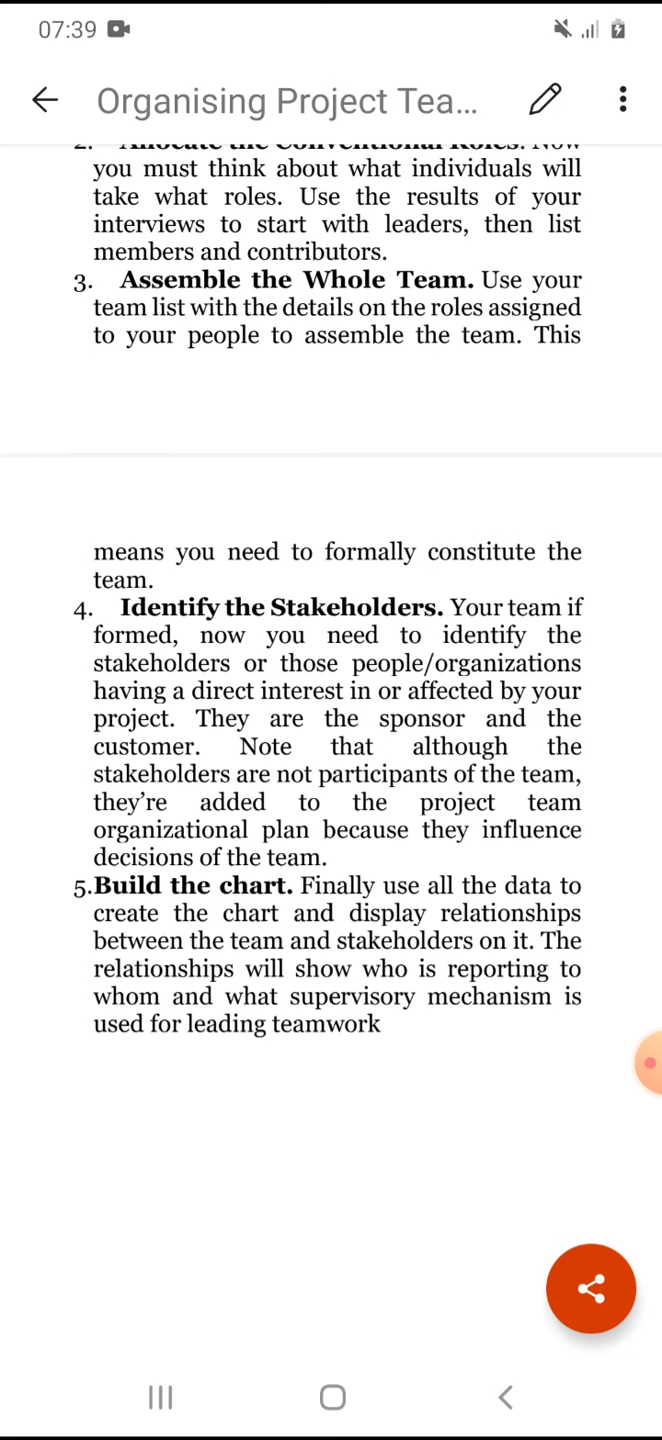 07:39
Organising Project Tea...
2. Allocate the Conventional Roles. Now
you must think about what individuals will
take what roles. Use the results of your
interviews to start with leaders, then list
members and contributors.
3. Assemble the Whole Team. Use your
team list with the details on the roles assigned
to your people to assemble the team. This
means you need to formally constitute the
team.
4. Identify the Stakeholders. Your team if
formed, now you need to identify the
stakeholders or those people/organizations
having a direct interest in or affected by your
project. They are the sponsor and the
customer. Note that although the
stakeholders are not participants of the team,
they’re added to the project team
organizational plan because they influence
decisions of the team.
5.Build the chart. Finally use all the data to
create the chart and display relationships
between the team and stakeholders on it. The
relationships will show who is reporting to
whom and what supervisory mechanism is
used for leading teamwork